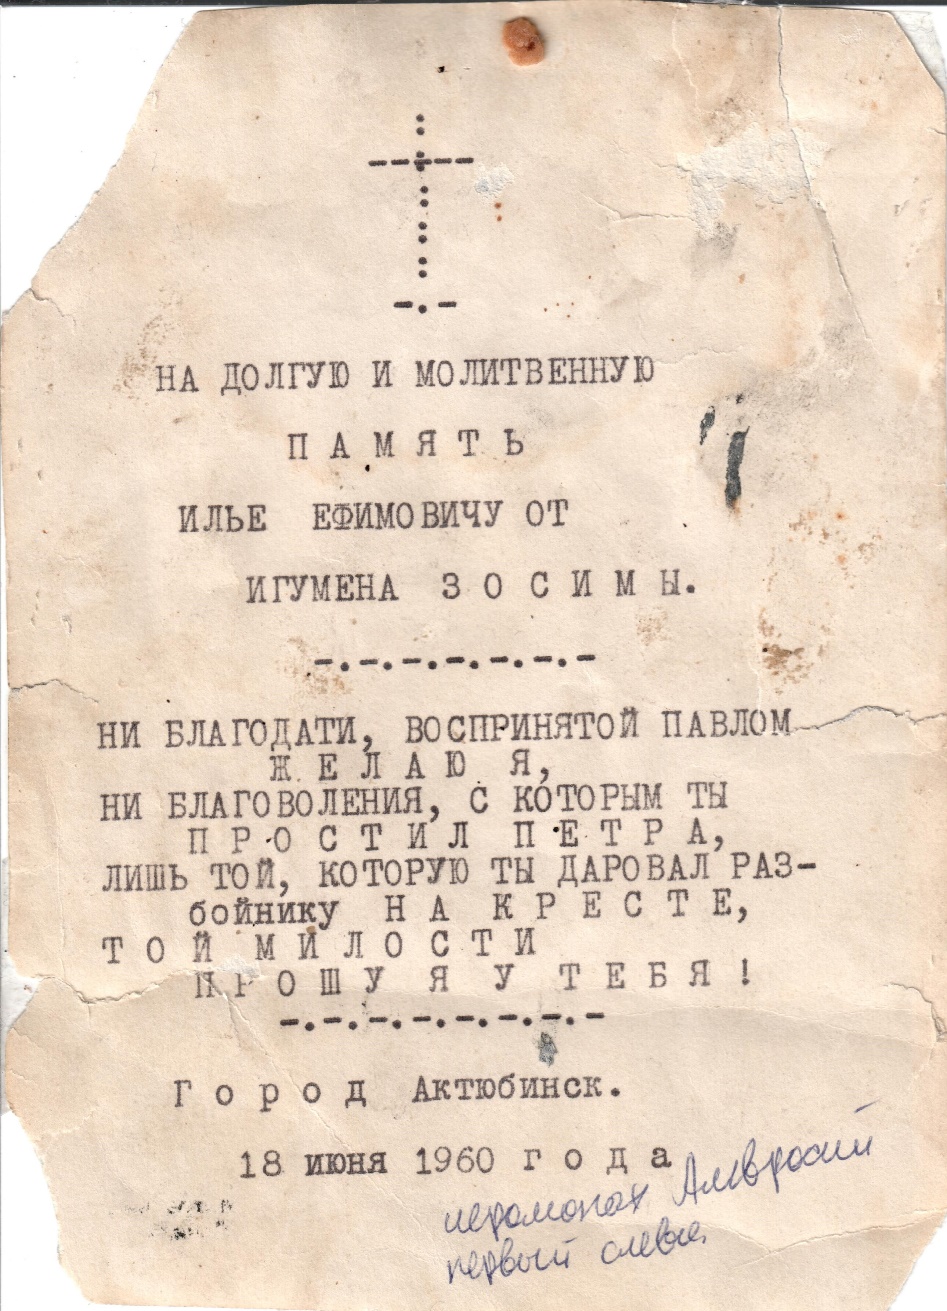 НА ДОЛГУЮ И МОЛИТВЕННУЮ
П А М Я Т Ь
ИЛЬЕ ЕФИМОВИЧУ ОТ
ИГУМЕНА З О С И М Ы.
НИ БЛАГОДАТИ, ВОСПРИНЯТОЙ ПАВЛОМ
Ж Е Л А Ю Я,
НИ БЛАГОВОЛЕНИЯ, С КОТОРЫМ ТЫ
П Р О С Т И Л П Е Т Р А,
ЛИШЬ ТОЙ, КОТОРУЮ ТЫ ДАРОВАЛ РАЗ-
бойнику Н А К Р Е С Т Е,
Т О Й М И Л О С Т И
П Р О Ш У Я У Т Е Б Я !
Г о р о д Актюбинск.
18 июня 1960 г о д а
иеромонах Амвросий
первый слева